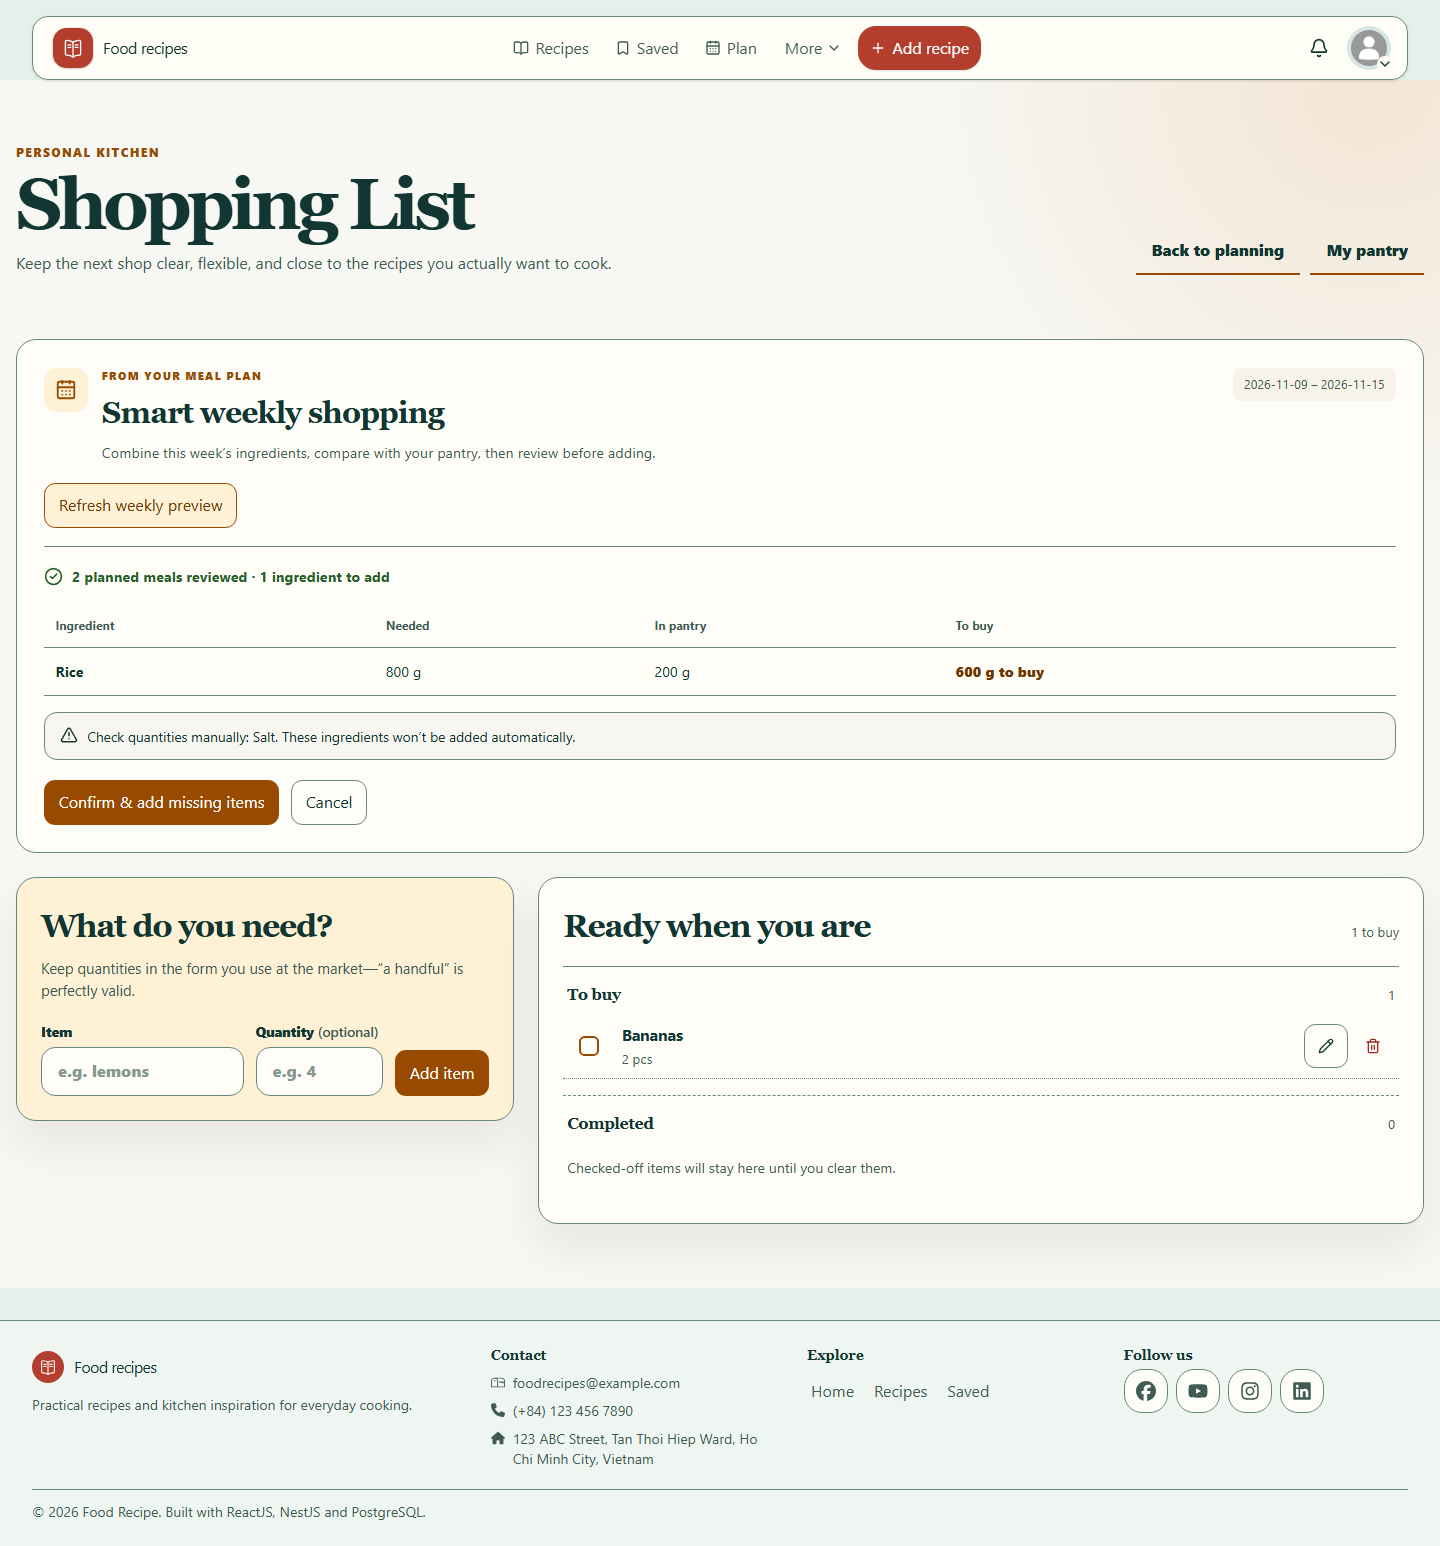 Food recipes
Recipes
Saved
Plan
More
Add recipe
PERSONAL KITCHEN
Shopping List
Keep the next shop clear, flexible, and close to the recipes you actually want to cook.
Back to planning
My pantry
FROM YOUR MEAL PLAN
Smart weekly shopping
2026-11-09 – 2026-11-15
Combine this week’s ingredients, compare with your pantry, then review before adding.
Refresh weekly preview
2 planned meals reviewed · 1 ingredient to add
Ingredient Needed In pantry To buy
Rice 800 g 200 g 600 g to buy
Check quantities manually: Salt. These ingredients won’t be added automatically.
Confirm & add missing items
Cancel
What do you need?
Keep quantities in the form you use at the market—“a handful” is
perfectly valid.
Item
Quantity (optional)
e.g. lemons
e.g. 4
Add item
Ready when you are
1 to buy
To buy
1
Bananas
2 pcs
Completed
0
Checked-off items will stay here until you clear them.
Food recipes
Practical recipes and kitchen inspiration for everyday cooking.
Contact
foodrecipes@example.com
(+84) 123 456 7890
123 ABC Street, Tan Thoi Hiep Ward, Ho
Chi Minh City, Vietnam
Explore
Home
Recipes
Saved
Follow us
© 2026 Food Recipe. Built with ReactJS, NestJS and PostgreSQL.